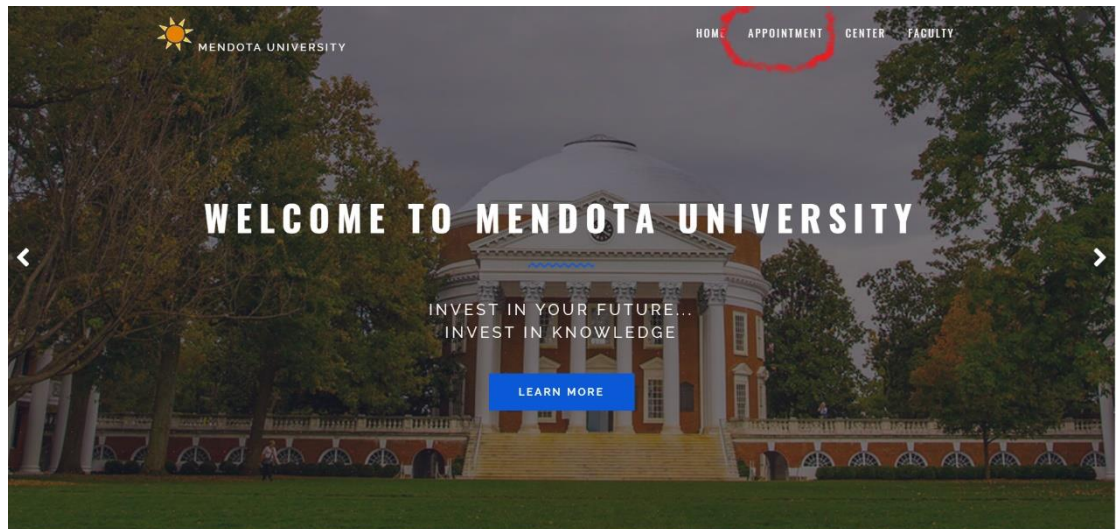 MENDOTA UNIVERSITY
HOME APPOINTMENT CENTER FACULTY
WELCOME TO MENDOTA UNIVERSITY
INVEST IN YOUR FUTURE...
INVEST IN KNOWLEDGE
LEARN MORE